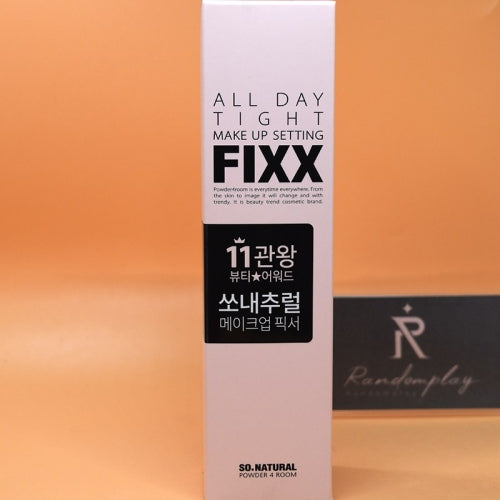 ALL DAY
TIGHT
MAKE UP SETTING
FIXX
Powder4room is everytime everywhere. From
the skin to image it will change and with
trendy. It is beauty trend cosmetic brand.
11관왕
뷰티★어워드
쏘내추럴
메이크업 픽서
SO.NATURAL
POWDER 4 ROOM
R
Randomplay